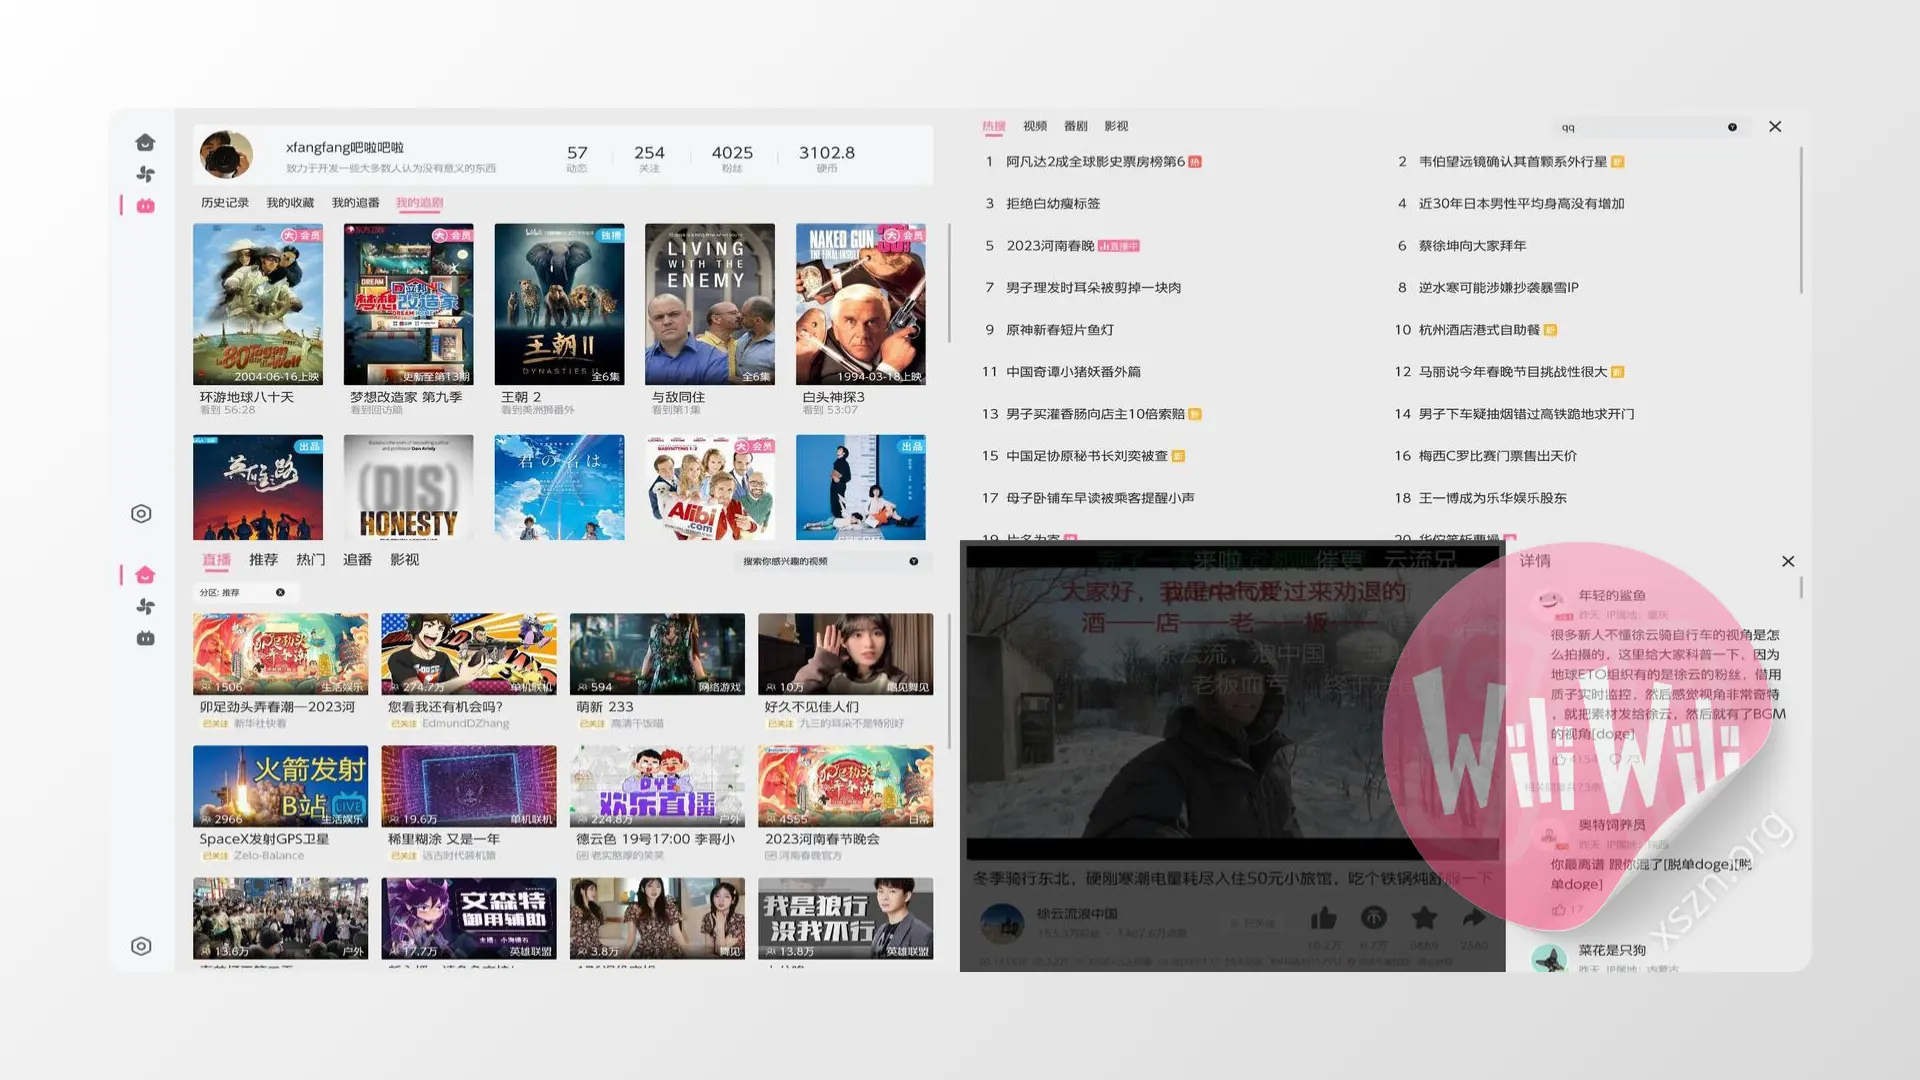 xfangfang吧啦吧啦
致力于开发一些大多数人认为没有意义的东西
57
动态
254
关注
4025
粉丝
3102.8
硬币
历史记录
我的收藏
我的追番
我的追剧
大会员
2004-06-16上映
环游地球八十天
看到 56:28
大会员
DREAM
梦想改造家
DREAM HOME
更新至第13期
梦想改造家 第九季
看到回访篇
独播
王朝II
DYNASTIES II
全6集
王朝 2
看到美洲狮番外
LIVING
WITH THE
ENEMY
全6集
与敌同住
看到第1集
NAKED GUN
THE FINAL INSULT
大会员
1994-03-18上映
白头神探3
看到 53:07
出品
英雄之路
(DIS)
HONESTY
君の名は。
大会员
Alibi
.com
出品
直播
推荐
热门
追番
影视
搜索你感兴趣的视频
分区: 推荐
1506
生活娱乐
卯足劲头弄春潮—2023河
已关注 新华社快看
274.7万
单机联机
您看我还有机会吗?
已关注 EdmundDZhang
594
网络游戏
萌新 233
已关注 高清干饭喵
10万
唱见舞见
好久不见佳人们
已关注 九三的耳朵不是特别好
火箭发射
B站 LIVE
2966
生活娱乐
SpaceX发射GPS卫星
已关注 Zelo-Balance
19.6万
单机联机
稀里糊涂 又是一年
已关注 远古时代装机猿
DYS
欢乐直播
224.8万
户外
德云色 19号17:00 李哥小
老实憨厚的笑笑
4555
日常
2023河南春节晚会
河南春晚官方
13.6万
户外
文森特
御用辅助
17.7万
英雄联盟
3.8万
舞见
我是狼行
没我不行
13.8万
英雄联盟
热搜
视频
番剧
影视
qq
1 阿凡达2成全球影史票房榜第6 热
2 韦伯望远镜确认其首颗系外行星 新
3 拒绝白幼瘦标签
4 近30年日本男性平均身高没有增加
5 2023河南春晚 直播中
6 蔡徐坤向大家拜年
7 男子理发时耳朵被剪掉一块肉
8 逆水寒可能涉嫌抄袭暴雪IP
9 原神新春短片鱼灯
10 杭州酒店港式自助餐 新
11 中国奇谭小猪妖番外篇
12 马丽说今年春晚节目挑战性很大 新
13 男子买灌香肠向店主10倍索赔 新
14 男子下车疑抽烟错过高铁跪地求开门
15 中国足协原秘书长刘奕被查 新
16 梅西C罗比赛门票售出天价
17 母子卧铺车早读被乘客提醒小声
18 王一博成为乐华娱乐股东
来啦
催更
云流兄
酒—店—老—板—
徐云流，浪中国
老板血亏
冬季骑行东北，硬刚寒潮电量耗尽入住50元小旅馆，吃个铁锅炖舒服一下
徐云流浪中国
详情
年轻的鲨鱼
昨天 IP属地：重庆
很多新人不懂徐云骑自行车的视角是怎
么拍摄的，这里给大家科普一下，因为
地球ETO组织有的是徐云的粉丝，借用
质子实时监控，然后感觉视角非常奇特
，就把素材发给徐云，然后就有了BGM
的视角[doge]
4154
73
奥特饲养员
你最离谱 跟你混了[脱单doge][脱
单doge]
17
菜花是只狗
WiliWili
xszn.org